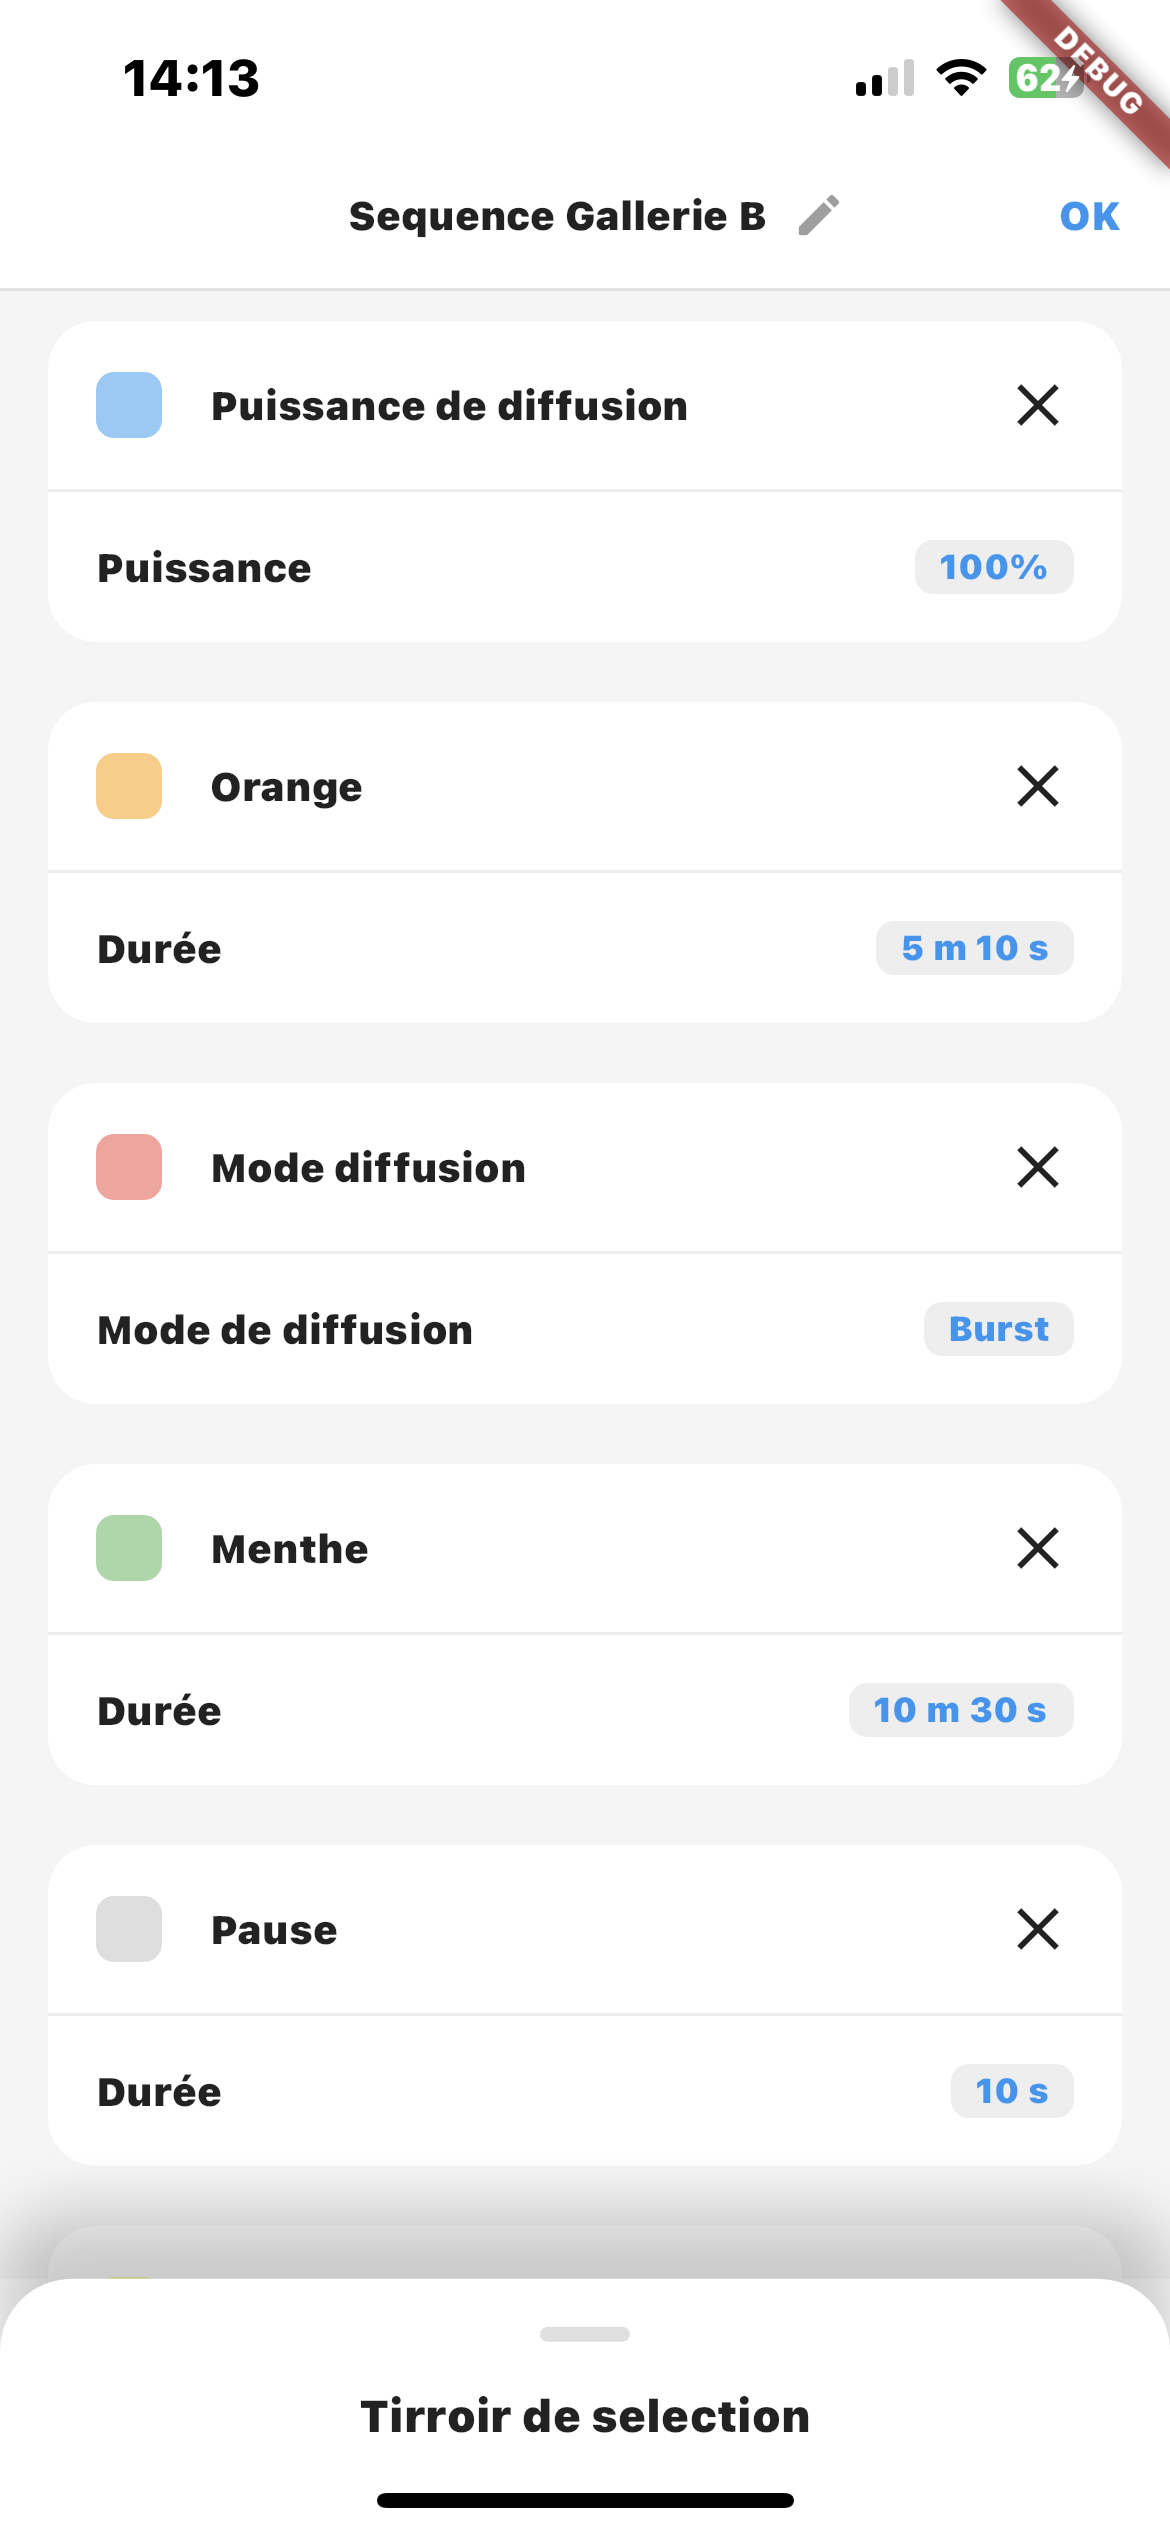 14:13
62
DEBUG
Sequence Gallerie B
OK
Puissance de diffusion
Puissance
100%
Orange
Durée
5 m 10 s
Mode diffusion
Mode de diffusion
Burst
Menthe
Durée
10 m 30 s
Pause
Durée
10 s
Tirroir de selection